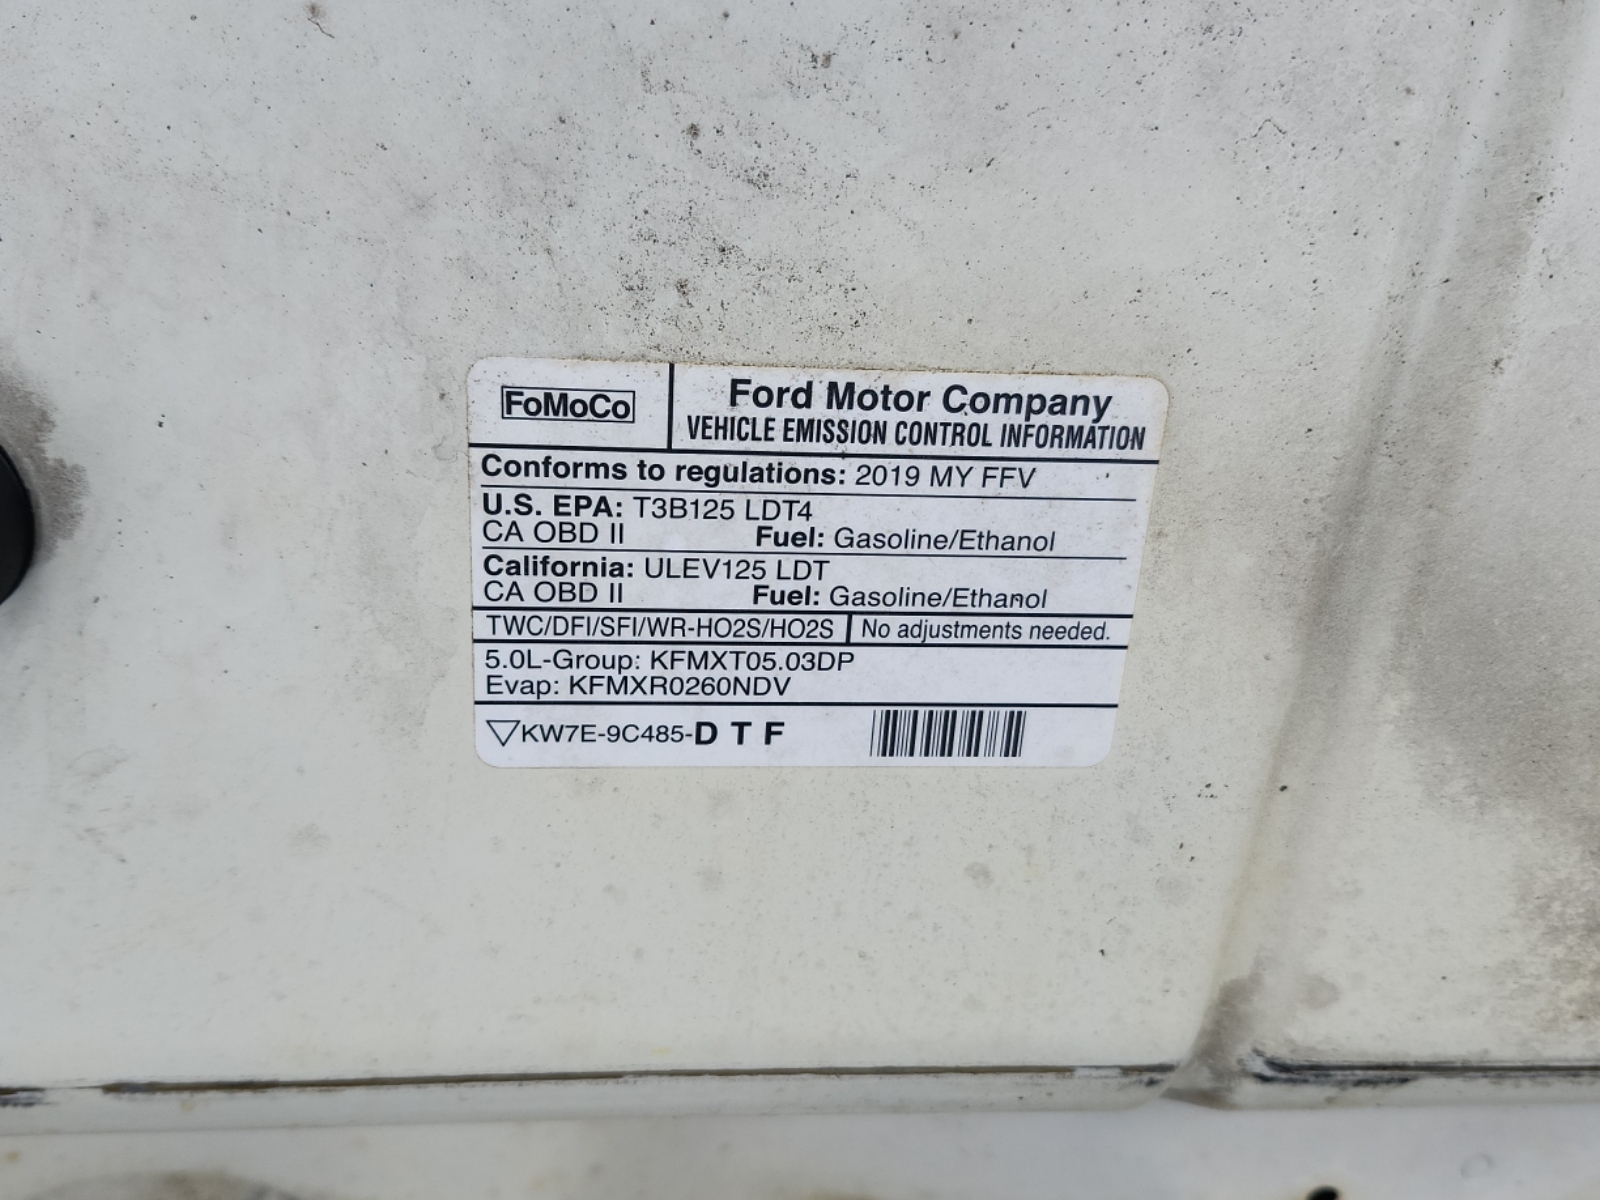 FoMoCo
Ford Motor Company
VEHICLE EMISSION CONTROL INFORMATION
Conforms to regulations: 2019 MY FFV
U.S. EPA: T3B125 LDT4
CA OBD II Fuel: Gasoline/Ethanol
California: ULEV125 LDT
CA OBD II Fuel: Gasoline/Ethanol
TWC/DFI/SFI/WR-HO2S/HO2S No adjustments needed.
5.0L-Group: KFMXT05.03DP
Evap: KFMXR0260NDV
KW7E-9C485-D T F